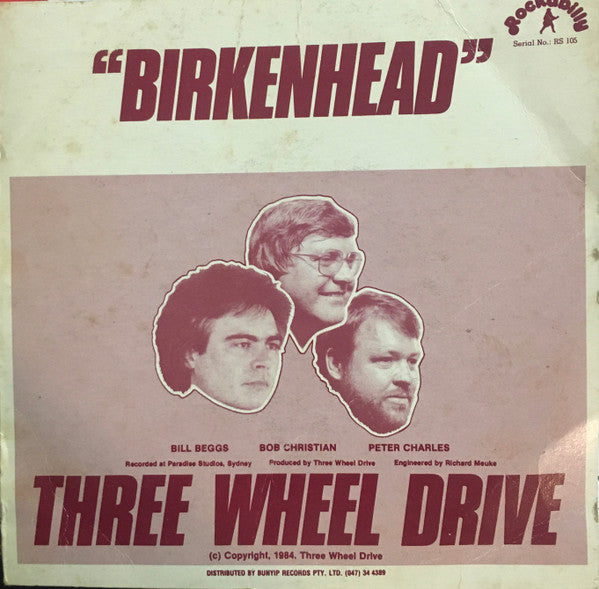 Rockabilly
Serial No.: RS 105
"BIRKENHEAD"
BILL BEGGS BOB CHRISTIAN PETER CHARLES
Recorded at Paradise Studios, Sydney Produced by Three Wheel Drive Engineered by Richard Meuke
THREE WHEEL DRIVE
(c) Copyright, 1984, Three Wheel Drive
DISTRIBUTED BY BUNYIP RECORDS PTY. LTD. (047) 34 4389